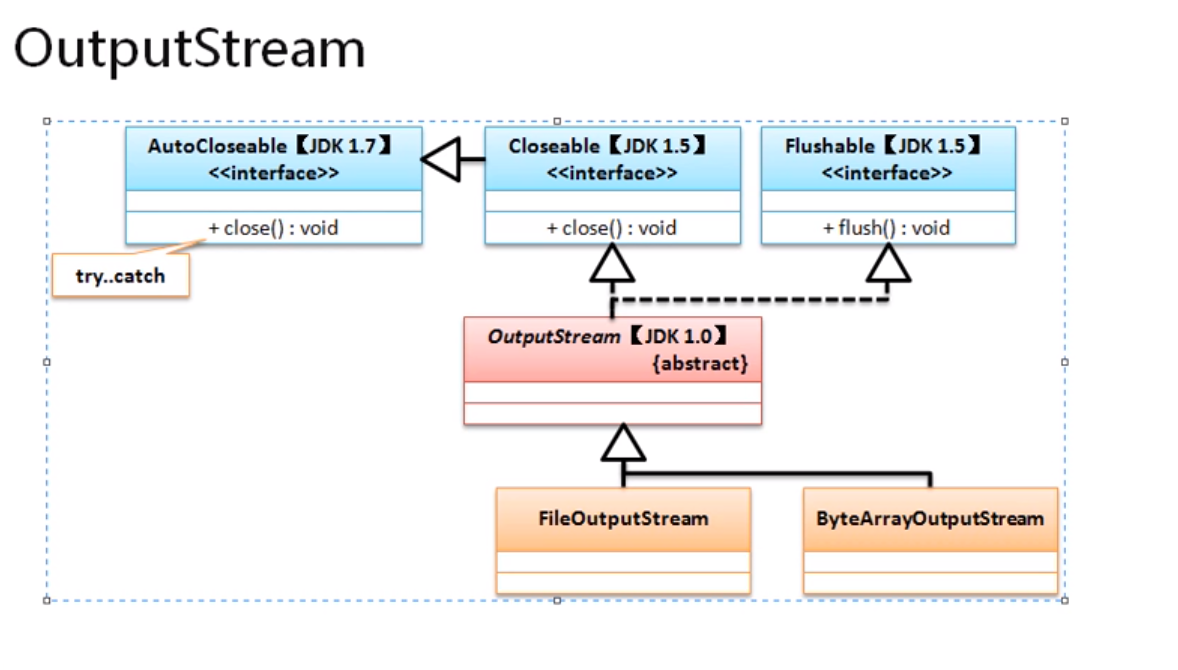 OutputStream
AutoCloseable【JDK 1.7】
<<interface>>
+ close() : void
Closeable【JDK 1.5】
<<interface>>
+ close() : void
Flushable【JDK 1.5】
<<interface>>
+ flush() : void
try..catch
OutputStream【JDK 1.0】
{abstract}
FileOutputStream
ByteArrayOutputStream